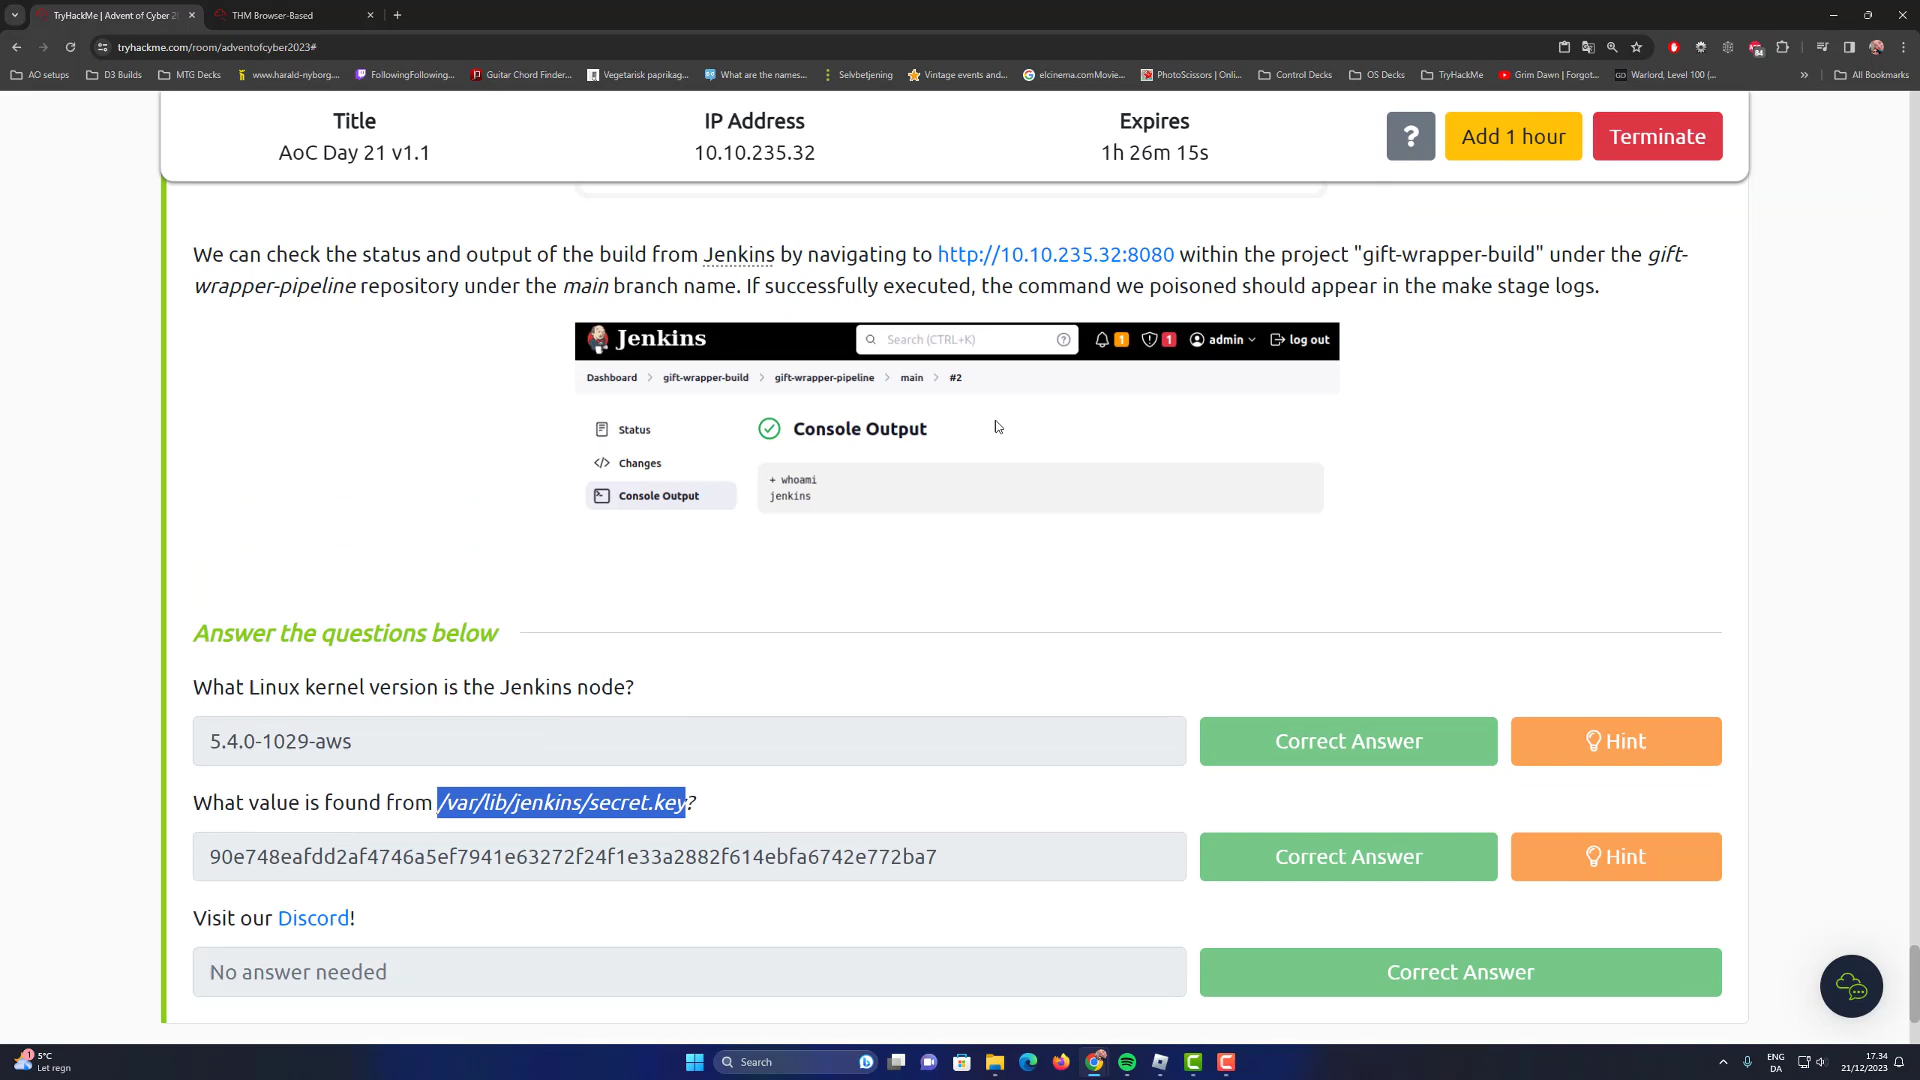 TryHackMe | Advent of Cyber 2
THM Browser-Based
tryhackme.com/room/adventofcyber2023#
84
AO setups
D3 Builds
MTG Decks
www.harald-nyborg....
FollowingFollowing...
Guitar Chord Finder...
Vegetarisk paprikag...
What are the names...
Selvbetjening
Vintage events and...
elcinema.comMovie...
PhotoScissors | Onli...
Control Decks
OS Decks
TryHackMe
Grim Dawn | Forgot...
GD
Warlord, Level 100 (...
All Bookmarks
Title
IP Address
Expires
AoC Day 21 v1.1
10.10.235.32
1h 26m 15s
?
Add 1 hour
Terminate
We can check the status and output of the build from Jenkins by navigating to http://10.10.235.32:8080 within the project "gift-wrapper-build" under the gift-
wrapper-pipeline repository under the main branch name. If successfully executed, the command we poisoned should appear in the make stage logs.
Jenkins
Search (CTRL+K)
?
1
1
admin
log out
Dashboard > gift-wrapper-build > gift-wrapper-pipeline > main > #2
Status
Changes
Console Output
Console Output
+ whoami
jenkins
Answer the questions below
What Linux kernel version is the Jenkins node?
5.4.0-1029-aws
Correct Answer
Hint
What value is found from /var/lib/jenkins/secret.key?
90e748eafdd2af4746a5ef7941e63272f24f1e33a2882f614ebfa6742e772ba7
Correct Answer
Hint
Visit our Discord!
No answer needed
Correct Answer
1
5°C
Let regn
Search
ENG
DA
17.34
21/12/2023